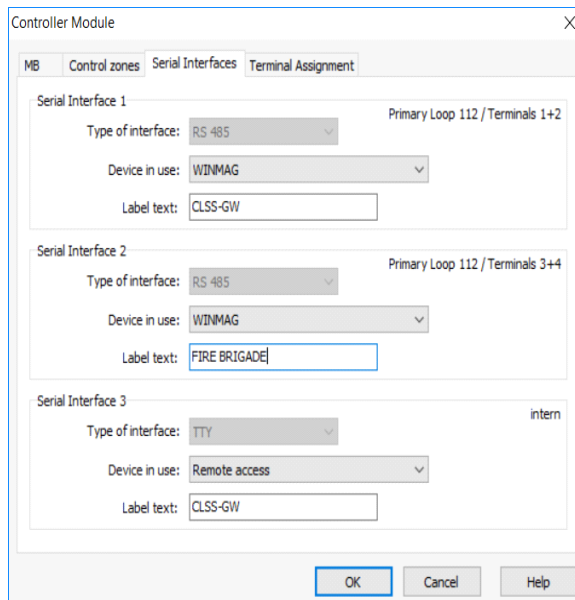 Controller Module
MB Control zones Serial Interfaces Terminal Assignment
Serial Interface 1
Primary Loop 112 / Terminals 1+2
Type of interface: RS 485
Device in use: WINMAG
Label text: CLSS-GW
Serial Interface 2
Primary Loop 112 / Terminals 3+4
Type of interface: RS 485
Device in use: WINMAG
Label text: FIRE BRIGADE
Serial Interface 3
intern
Type of interface: TTY
Device in use: Remote access
Label text: CLSS-GW
OK Cancel Help